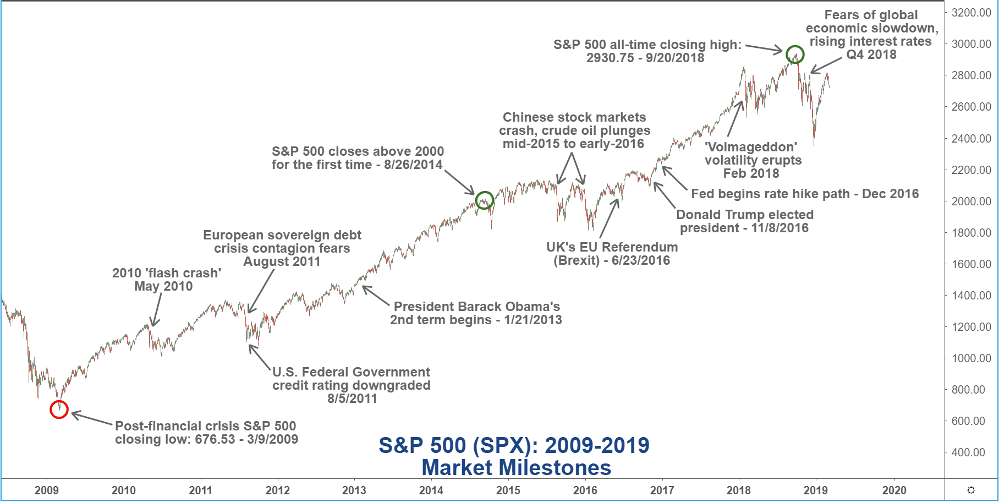 Fears of global
economic slowdown,
rising interest rates
Q4 2018
S&P 500 all-time closing high:
2930.75 - 9/20/2018
Chinese stock markets
crash, crude oil plunges
mid-2015 to early-2016
'Volmageddon'
volatility erupts
Feb 2018
S&P 500 closes above 2000
for the first time - 8/26/2014
Fed begins rate hike path - Dec 2016
Donald Trump elected
president - 11/8/2016
European sovereign debt
crisis contagion fears
August 2011
UK's EU Referendum
(Brexit) - 6/23/2016
2010 'flash crash'
May 2010
President Barack Obama's
2nd term begins - 1/21/2013
U.S. Federal Government
credit rating downgraded
8/5/2011
Post-financial crisis S&P 500
closing low: 676.53 - 3/9/2009
S&P 500 (SPX): 2009-2019
Market Milestones
3200.00
3000.00
2800.00
2600.00
2400.00
2200.00
2000.00
1800.00
1600.00
1400.00
1200.00
1000.00
800.00
600.00
400.00
2009 2010 2011 2012 2013 2014 2015 2016 2017 2018 2019 2020